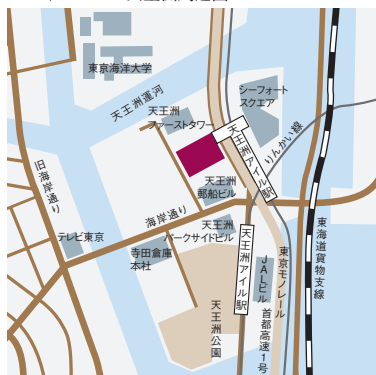 東京海洋大学
天王洲運河
シーフォート
スクエア
天王洲
ファーストタワー
天王洲アイル駅
りんかい線
旧海岸通り
天王洲
郵船ビル
海岸通り
天王洲
パークサイドビル
テレビ東京
寺田倉庫
本社
天王洲アイル駅
JALビル
東京モノレール
首都高速1号
東海道貨物支線
天王洲
公園